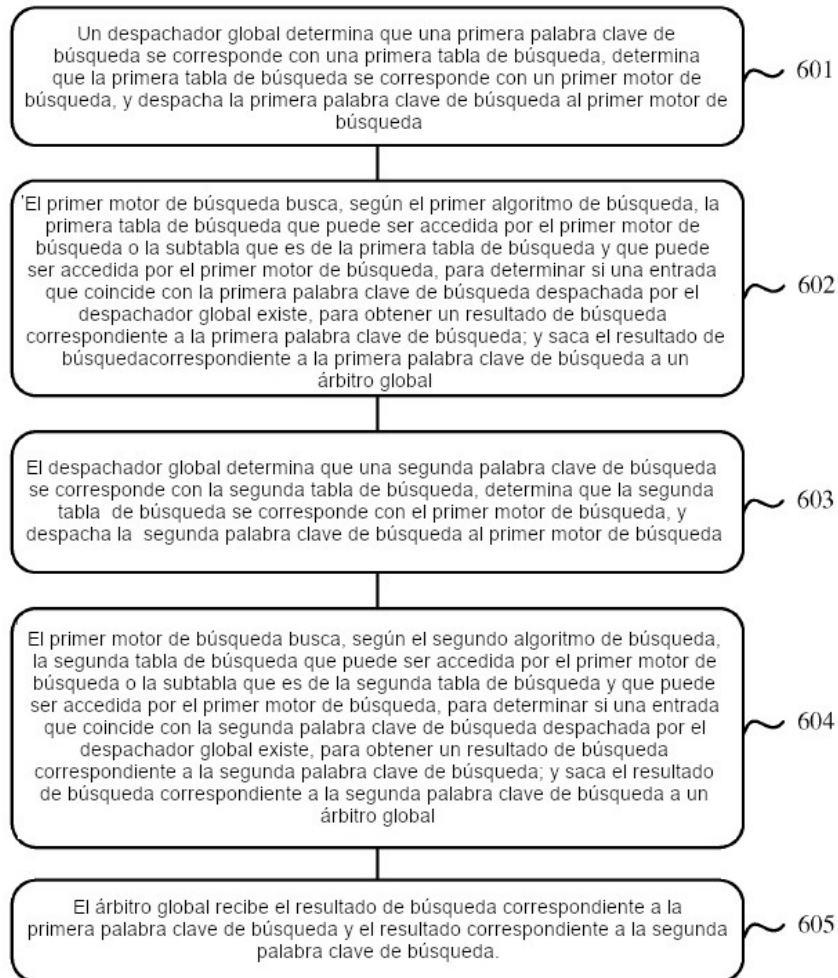 Un despachador global determina que una primera palabra clave de
búsqueda se corresponde con una primera tabla de búsqueda, determina
que la primera tabla de búsqueda se corresponde con un primer motor de
búsqueda, y despacha la primera palabra clave de búsqueda al primer motor de
búsqueda
601
'El primer motor de búsqueda busca, según el primer algoritmo de búsqueda, la
primera tabla de búsqueda que puede ser accedida por el primer motor de
búsqueda o la subtabla que es de la primera tabla de búsqueda y que puede
ser accedida por el primer motor de búsqueda, para determinar si una entrada
que coincide con la primera palabra clave de búsqueda despachada por el
despachador global existe, para obtener un resultado de búsqueda
correspondiente a la primera palabra clave de búsqueda; y saca el resultado de
búsquedacorrespondiente a la primera palabra clave de búsqueda a un
árbitro global
602
El despachador global determina que una segunda palabra clave de búsqueda
se corresponde con la segunda tabla de búsqueda, determina que la segunda
tabla de búsqueda se corresponde con el primer motor de búsqueda, y
despacha la segunda palabra clave de búsqueda al primer motor de búsqueda
603
El primer motor de búsqueda busca, según el segundo algoritmo de búsqueda,
la segunda tabla de búsqueda que puede ser accedida por el primer motor de
búsqueda o la subtabla que es de la segunda tabla de búsqueda y que puede
ser accedida por el primer motor de búsqueda, para determinar si una entrada
que coincide con la segunda palabra clave de búsqueda despachada por el
despachador global existe, para obtener un resultado de búsqueda
correspondiente a la segunda palabra clave de búsqueda; y saca el resultado
de búsqueda correspondiente a la segunda palabra clave de búsqueda a un
árbitro global
604
El árbitro global recibe el resultado de búsqueda correspondiente a la
primera palabra clave de búsqueda y el resultado correspondiente a la segunda
palabra clave de búsqueda.
605